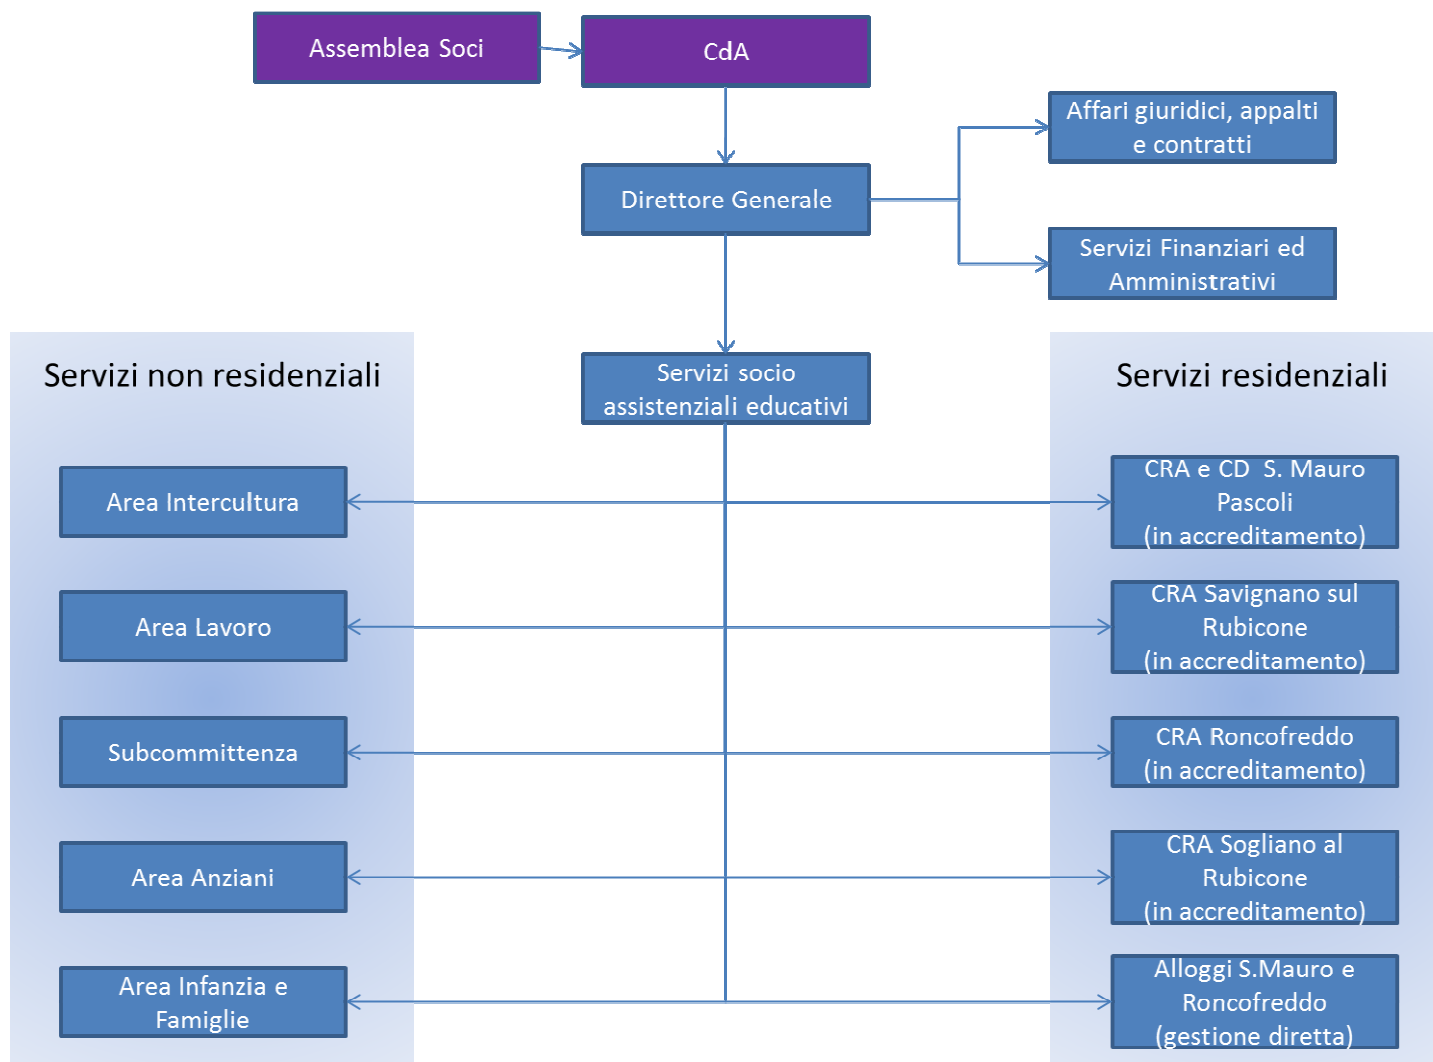 Assemblea Soci
CdA
Affari giuridici, appalti
e contratti
Direttore Generale
Servizi Finanziari ed
Amministrativi
Servizi non residenziali
Servizi socio
assistenziali educativi
Servizi residenziali
Area Intercultura
CRA e CD S. Mauro
Pascoli
(in accreditamento)
Area Lavoro
CRA Savignano sul
Rubicone
(in accreditamento)
Subcommittenza
CRA Roncofreddo
(in accreditamento)
Area Anziani
CRA Sogliano al
Rubicone
(in accreditamento)
Area Infanzia e
Famiglie
Alloggi S.Mauro e
Roncofreddo
(gestione diretta)